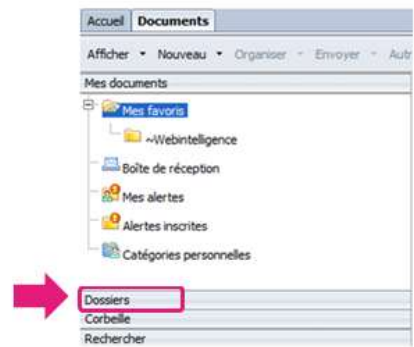 Accueil Documents
Afficher Nouveau Organiser Envoyer Autr
Mes documents
Mes favoris
~Webintelligence
Boîte de réception
Mes alertes
Alertes inscrites
Catégories personnelles
Dossiers
Corbeille
Rechercher